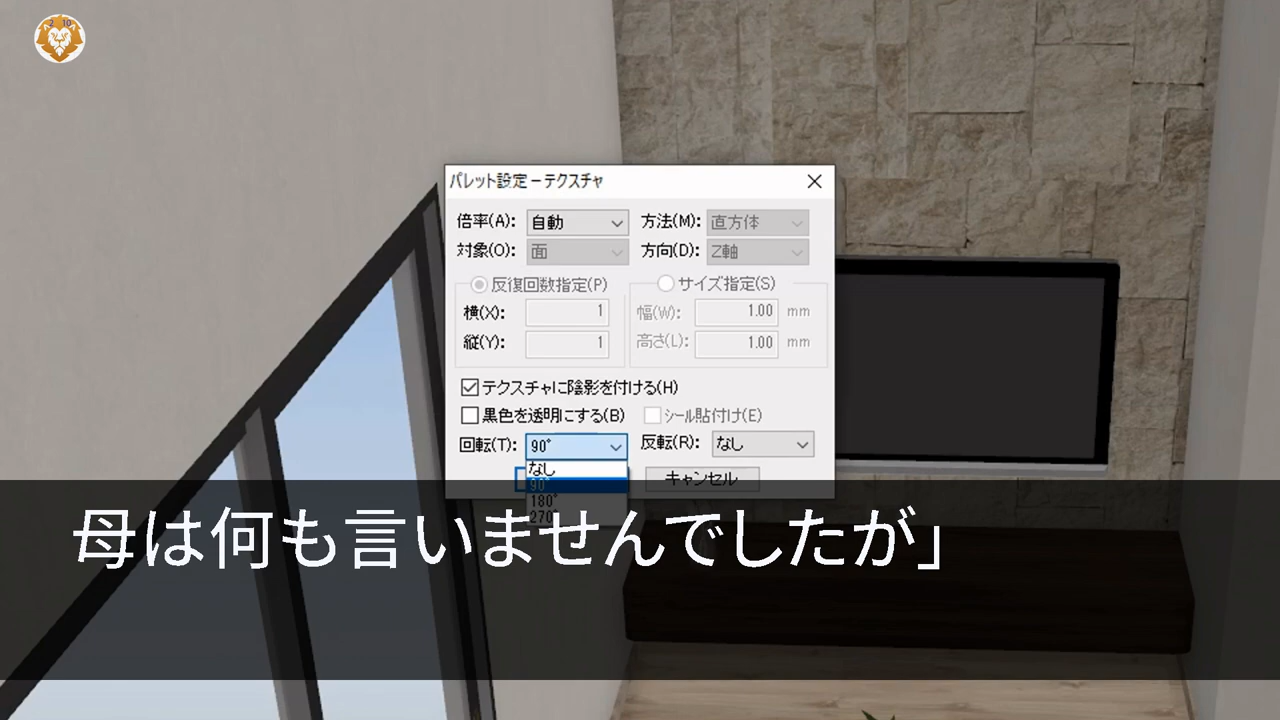 2 10
パレット設定－テクスチャ
倍率(A): 自動 方法(M): 直方体
対象(O): 面 方向(D): Z軸
反復回数指定(P) サイズ指定(S)
横(X): 1 幅(W): 1.00 mm
縦(Y): 1 高さ(L): 1.00 mm
テクスチャに陰影を付ける(H)
黒色を透明にする(B) シール貼付け(E)
回転(T): 90° 反転(R): なし
なし キャンセル
90°
180°
270°
母は何も言いませんでしたが」